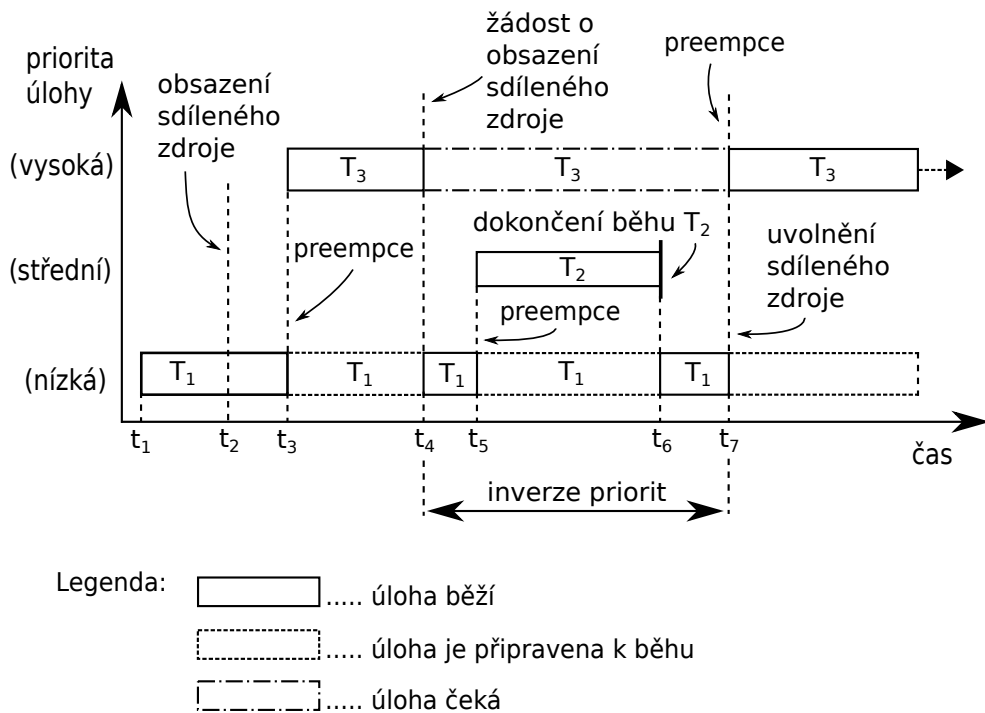 priorita
úlohy
obsazení
sdíleného
zdroje
žádost o
obsazení
sdíleného
zdroje
preempce
(vysoká)
T3
T3
T3
preempce
dokončení běhu T2
uvolnění
sdíleného
zdroje
(střední)
T2
preempce
(nízká)
T1
T1
T1
T1
T1
t1
t2
t3
t4
t5
t6
t7
čas
inverze priorit
Legenda:
..... úloha běží
..... úloha je připravena k běhu
..... úloha čeká